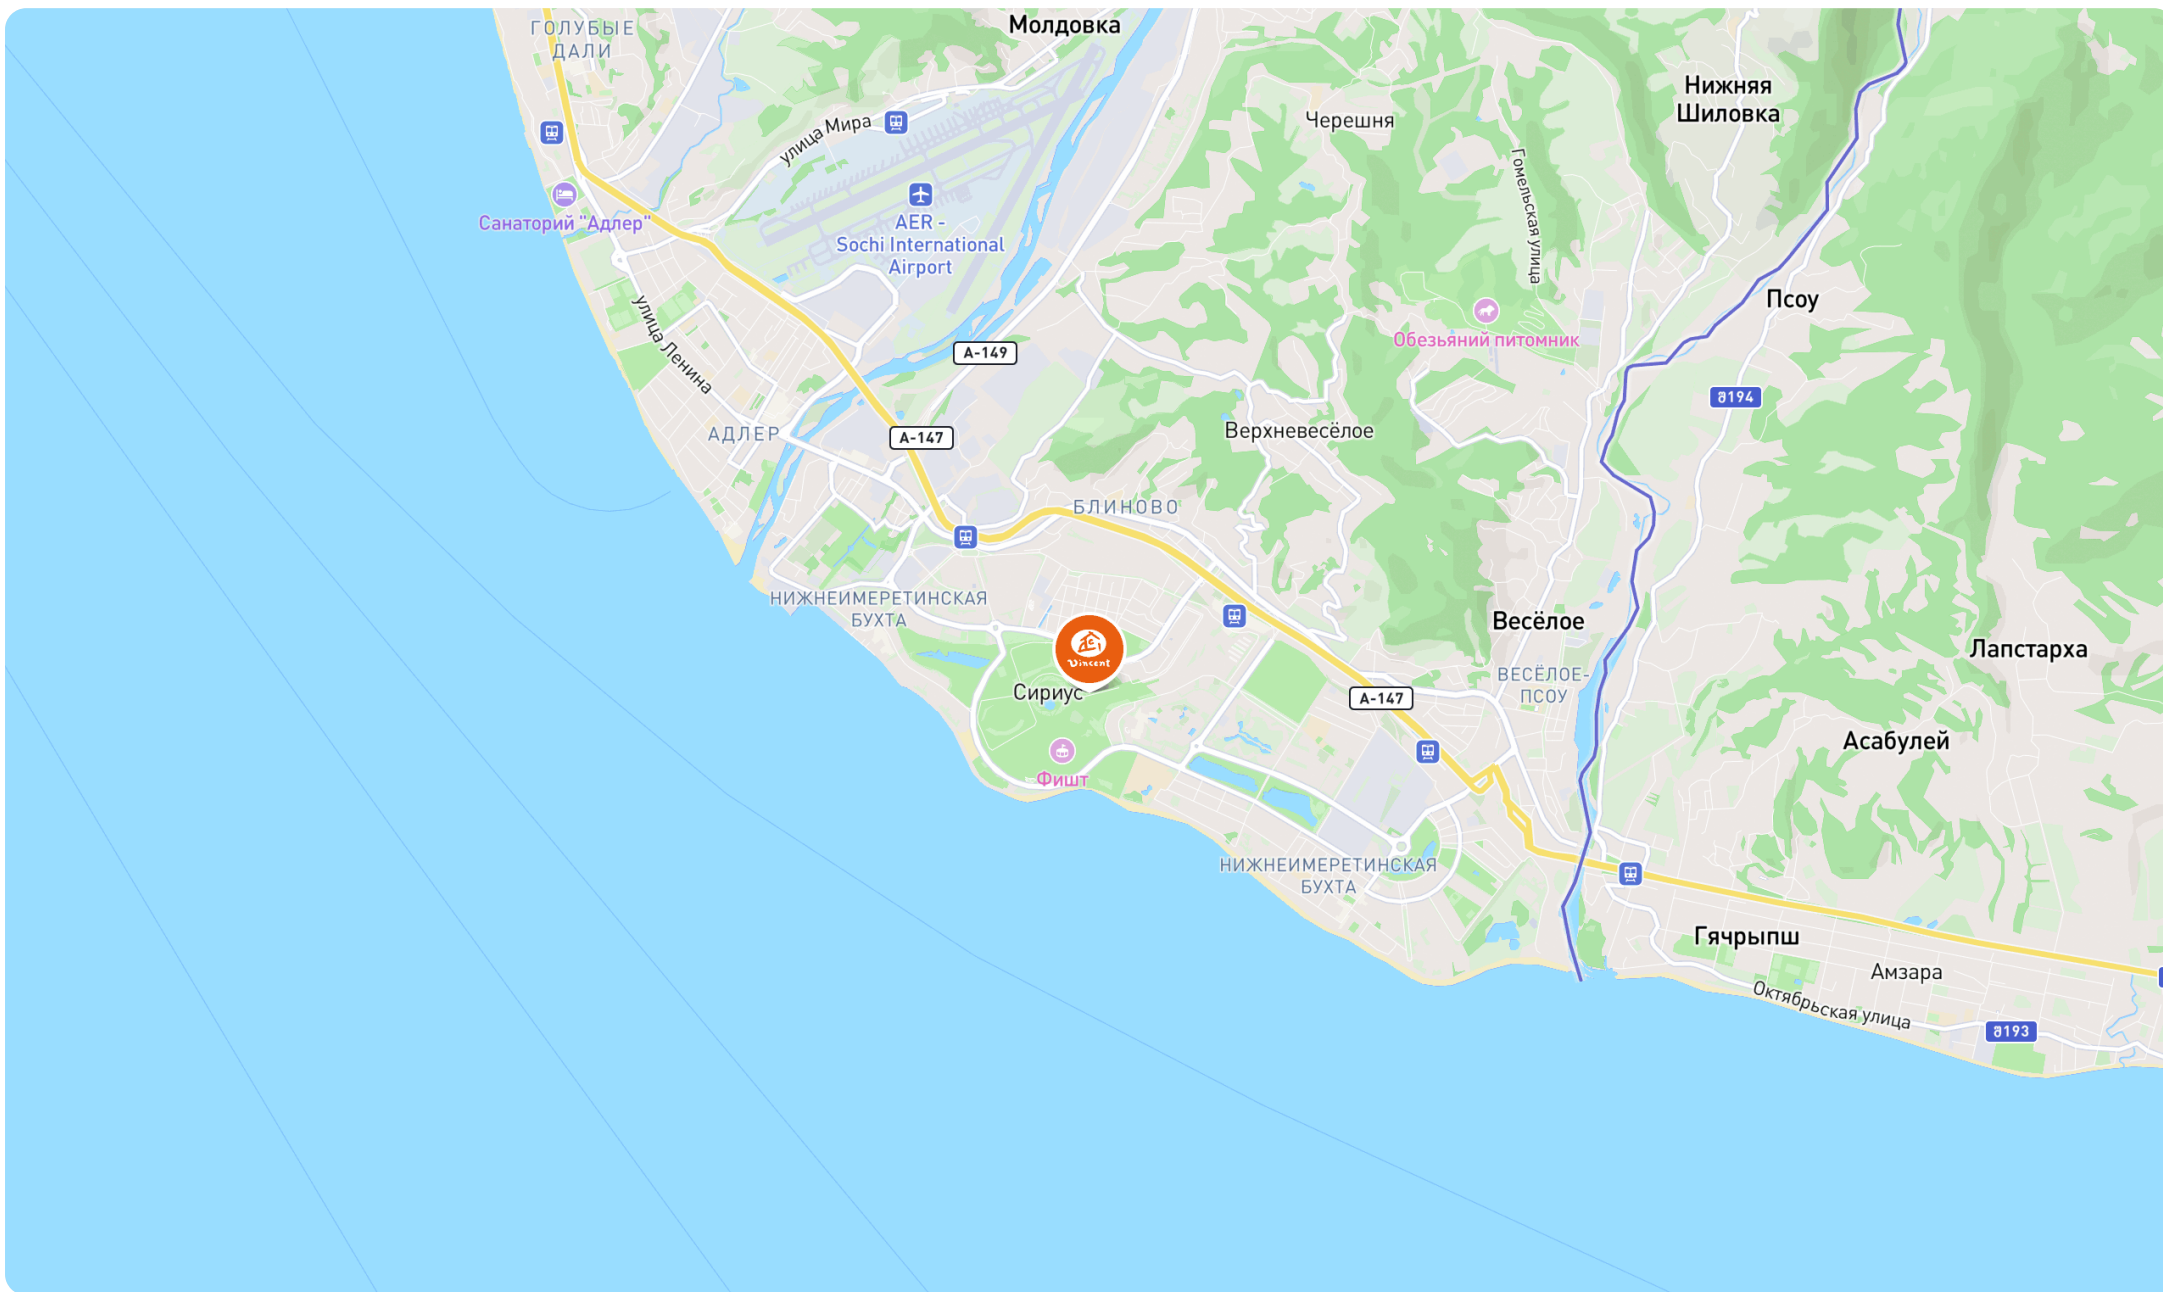 ГОЛУБЫЕ
ДАЛИ
Молдовка
Нижняя
Шиловка
улица Мира
Черешня
Гомельская улица
Санаторий "Адлер"
AER -
Sochi International
Airport
Псоу
улица Ленина
Обезьяний питомник
A-149
მ194
АДЛЕР
A-147
Верхневесёлое
БЛИНОВО
НИЖНЕИМЕРЕТИНСКАЯ
БУХТА
Весёлое
Vincent
Лапстарха
Сириус
ВЕСЁЛОЕ-
ПСОУ
A-147
Асабулей
Фишт
НИЖНЕИМЕРЕТИНСКАЯ
БУХТА
Гячрыпш
Амзара
Октябрьская улица
მ193